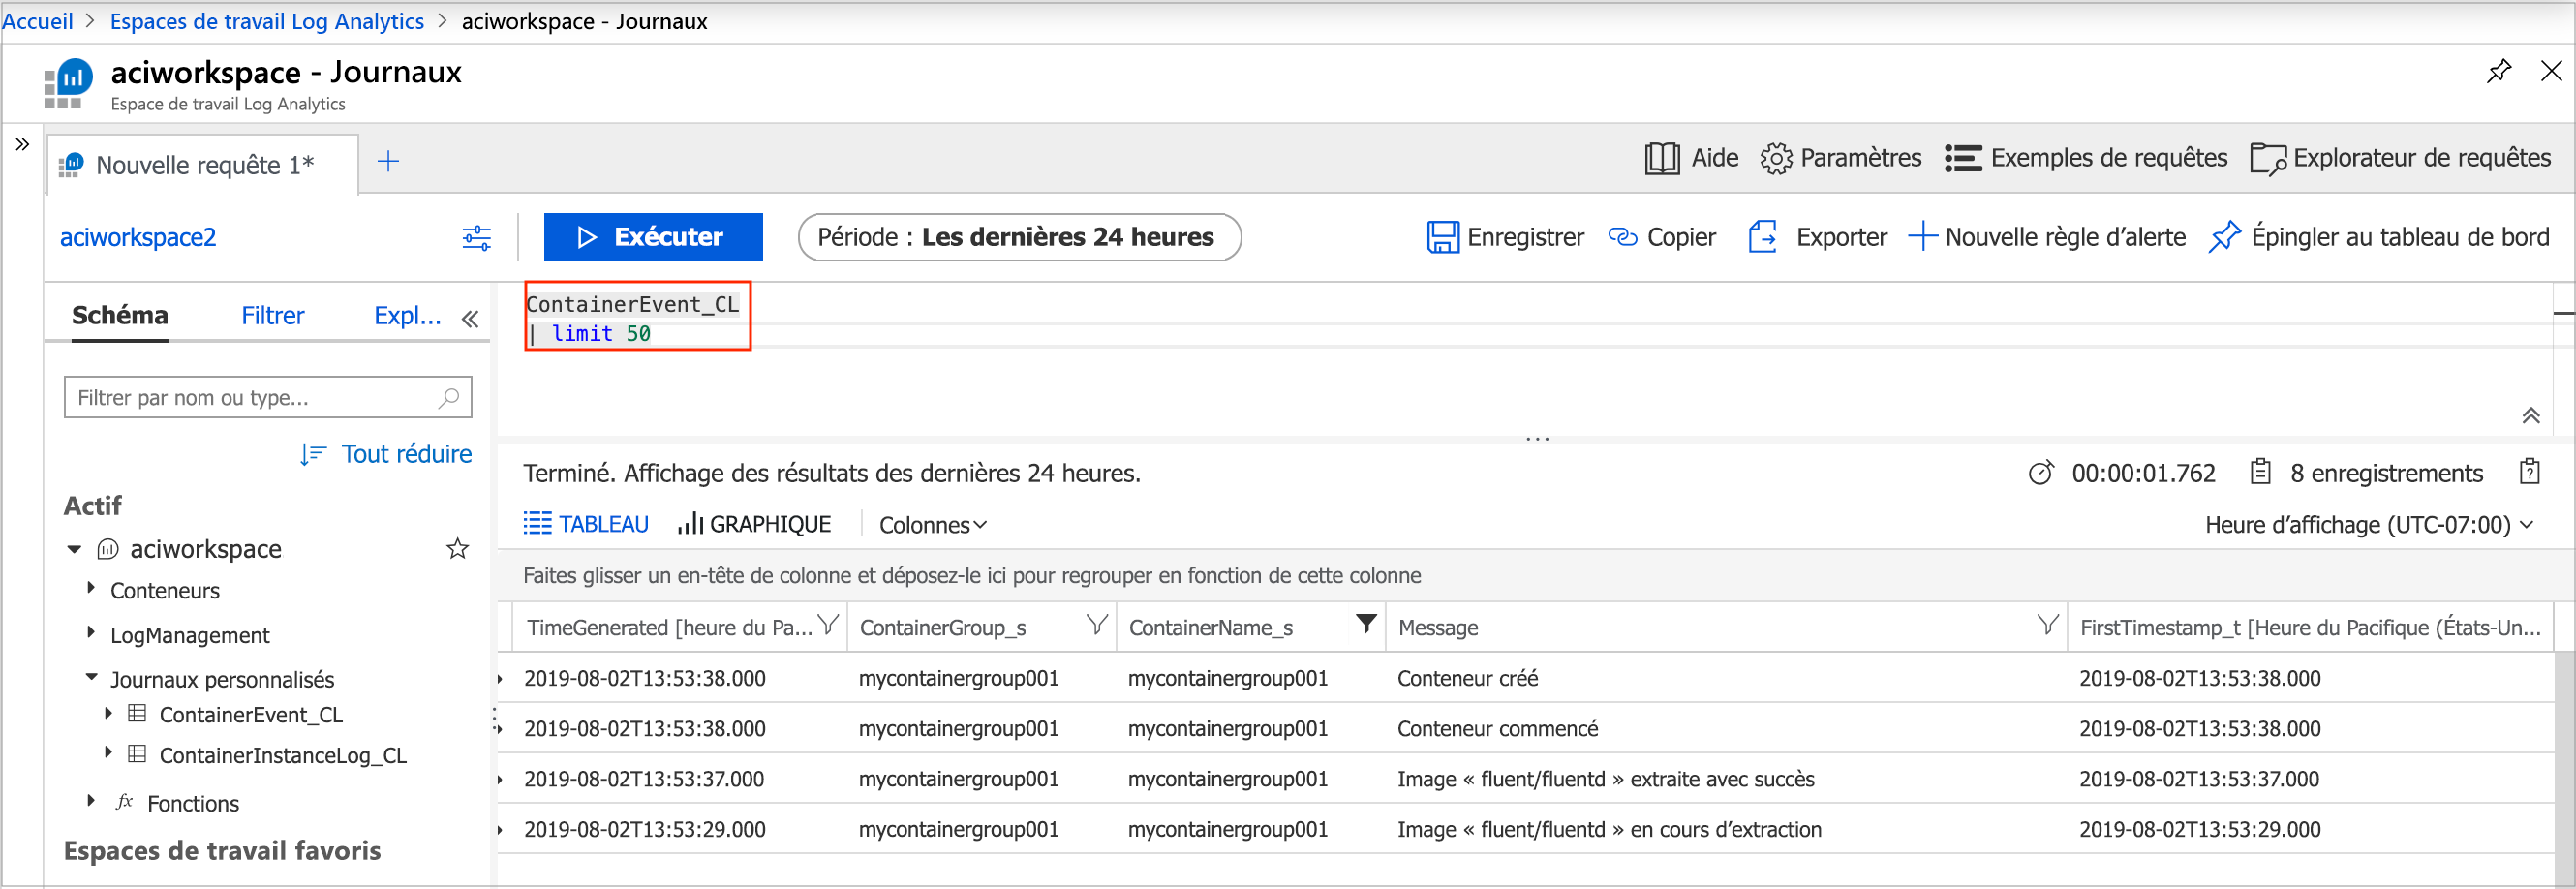 Accueil > Espaces de travail Log Analytics > aciworkspace - Journaux
aciworkspace - Journaux
Espace de travail Log Analytics
Nouvelle requête 1* Aide Paramètres Exemples de requêtes Explorateur de requêtes
aciworkspace2 Exécuter Période : Les dernières 24 heures Enregistrer Copier Exporter Nouvelle règle d’alerte Épingler au tableau de bord
Schéma Filtrer Expl...
ContainerEvent_CL
| limit 50
Filtrer par nom ou type...
Tout réduire
Actif
aciworkspace
Conteneurs
LogManagement
Journaux personnalisés
ContainerEvent_CL
ContainerInstanceLog_CL
fx Fonctions
Espaces de travail favoris
Terminé. Affichage des résultats des dernières 24 heures. 00:00:01.762 8 enregistrements
TABLEAU GRAPHIQUE Colonnes Heure d’affichage (UTC-07:00)
Faites glisser un en-tête de colonne et déposez-le ici pour regrouper en fonction de cette colonne
TimeGenerated [heure du Pa... ContainerGroup_s ContainerName_s Message FirstTimestamp_t [Heure du Pacifique (États-Un...
2019-08-02T13:53:38.000 mycontainergroup001 mycontainergroup001 Conteneur créé 2019-08-02T13:53:38.000
2019-08-02T13:53:38.000 mycontainergroup001 mycontainergroup001 Conteneur commencé 2019-08-02T13:53:38.000
2019-08-02T13:53:37.000 mycontainergroup001 mycontainergroup001 Image « fluent/fluentd » extraite avec succès 2019-08-02T13:53:37.000
2019-08-02T13:53:29.000 mycontainergroup001 mycontainergroup001 Image « fluent/fluentd » en cours d’extraction 2019-08-02T13:53:29.000